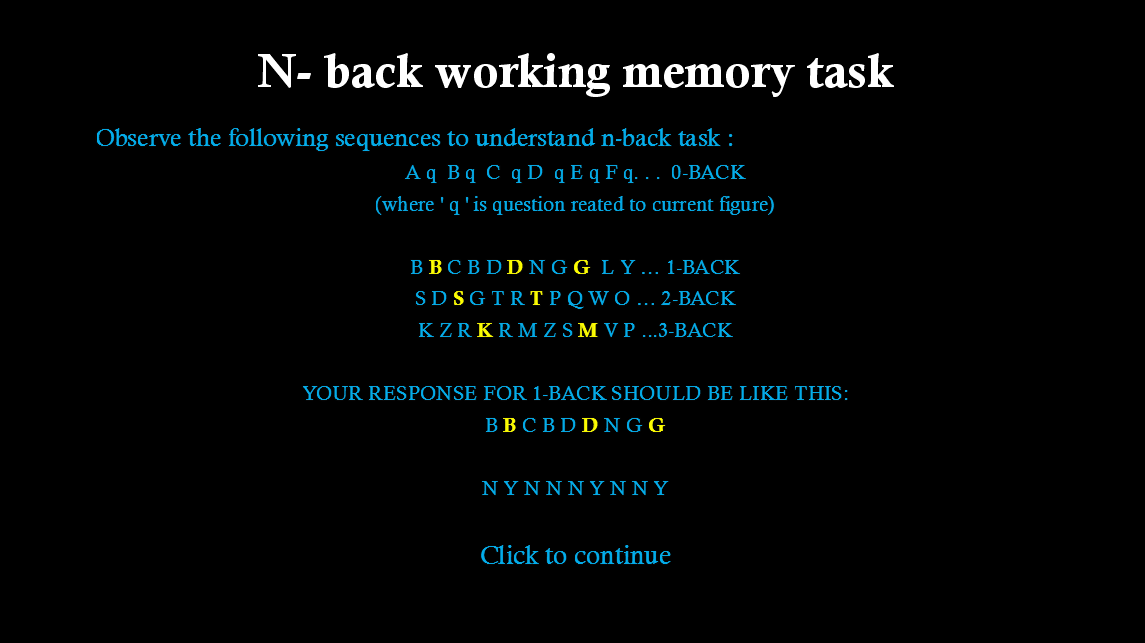 N- back working memory task
Observe the following sequences to understand n-back task :
A q B q C q D q E q F q. . . 0-BACK
(where ' q ' is question reated to current figure)
B B C B D D N G G L Y ... 1-BACK
S D S G T R T P Q W O ... 2-BACK
K Z R K R M Z S M V P ...3-BACK
YOUR RESPONSE FOR 1-BACK SHOULD BE LIKE THIS:
B B C B D D N G G
N Y N N N Y N N Y
Click to continue